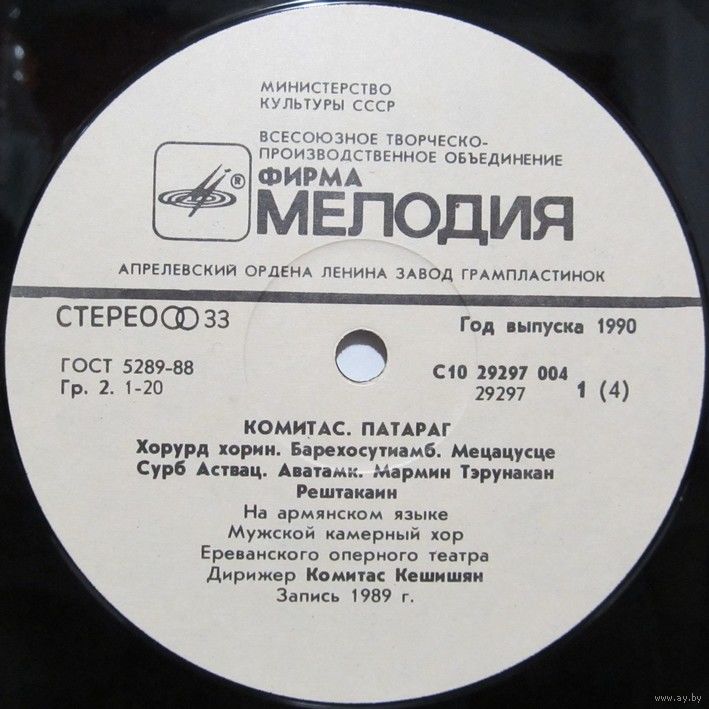 МИНИСТЕРСТВО
КУЛЬТУРЫ СССР
ВСЕСОЮЗНОЕ ТВОРЧЕСКО-
ПРОИЗВОДСТВЕННОЕ ОБЪЕДИНЕНИЕ
®
ФИРМА
МЕЛОДИЯ
АПРЕЛЕВСКИЙ ОРДЕНА ЛЕНИНА ЗАВОД ГРАМПЛАСТИНОК
СТЕРЕО 33
Год выпуска 1990
ГОСТ 5289-88
Гр. 2. 1-20
С10 29297 004
29297 1 (4)
КОМИТАС. ПАТАРАГ
Хорурд хорин. Барехосутиамб. Мецацусце
Сурб Аствац. Аватамк. Мармин Тэрунакан
Рештакаин
На армянском языке
Мужской камерный хор
Ереванского оперного театра
Дирижер Комитас Кешишян
Запись 1989 г.
www.ay.by